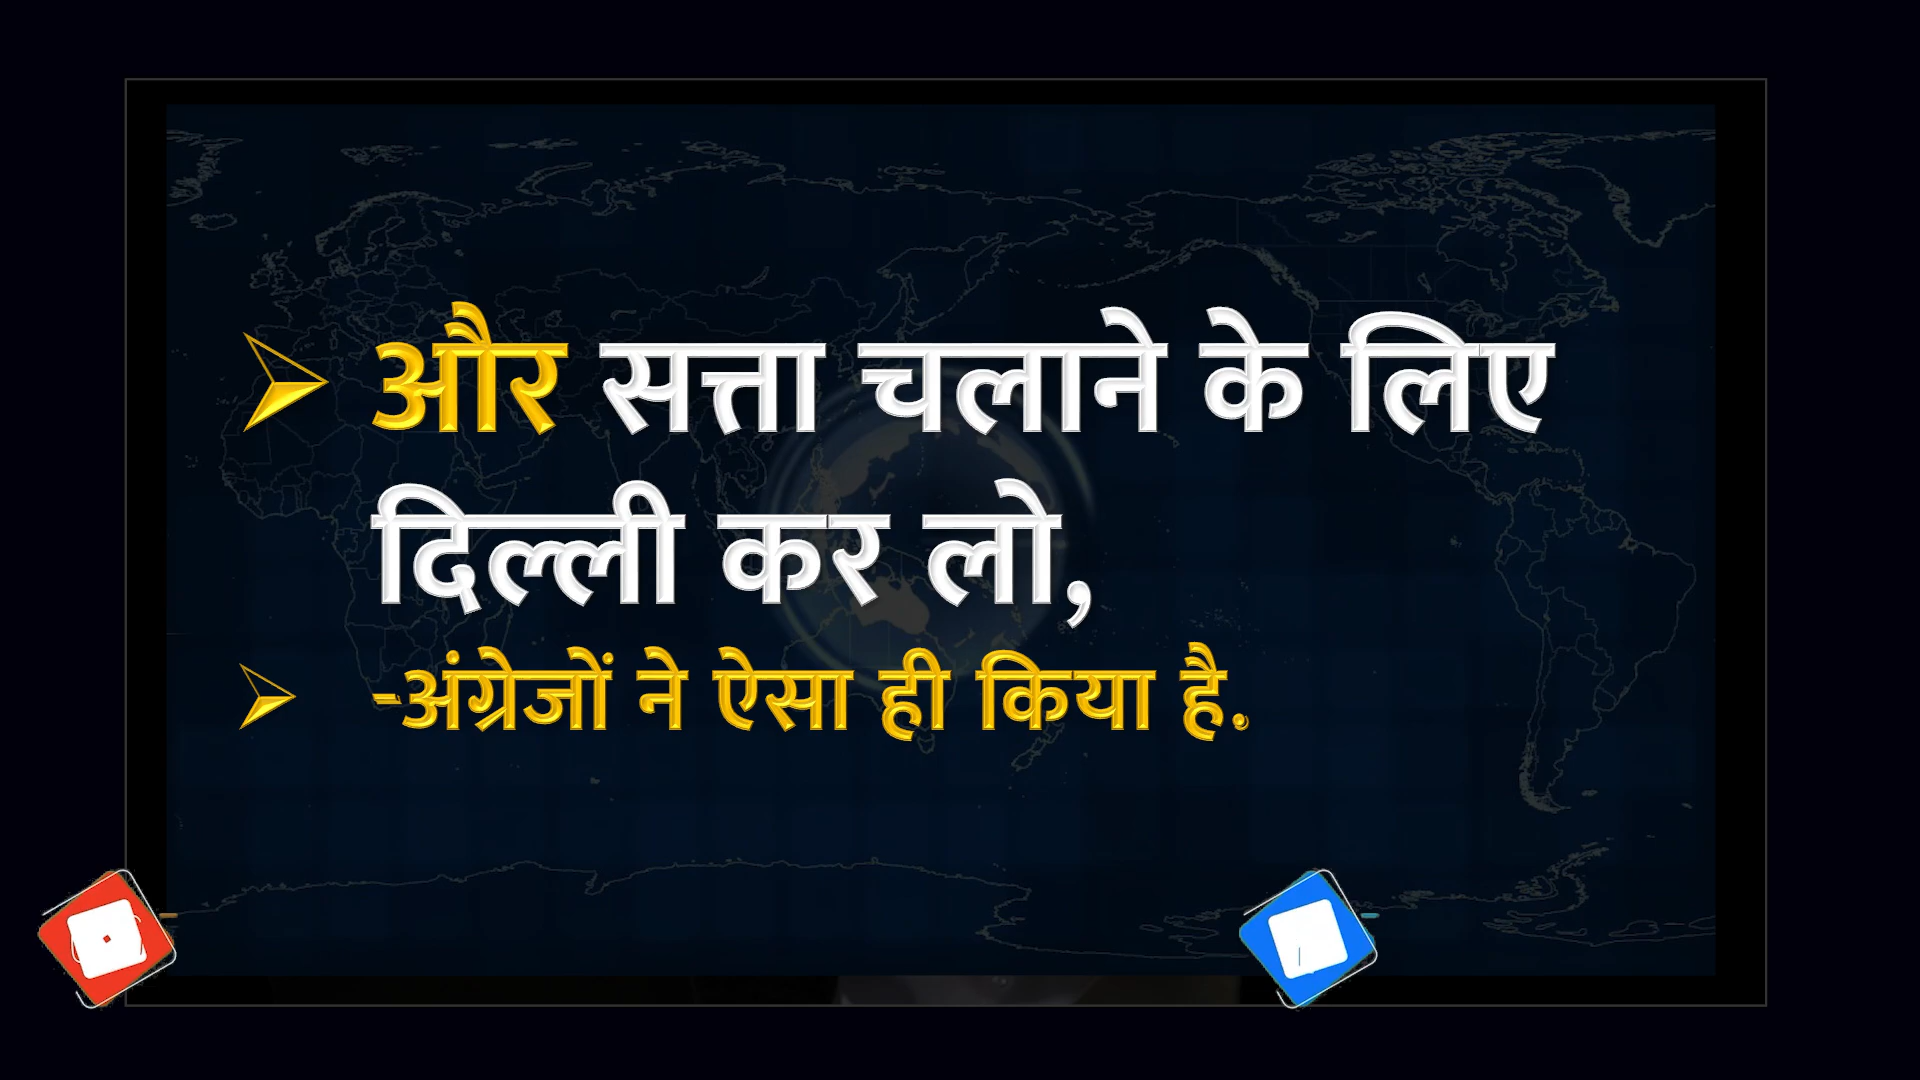 ➢ और सत्ता चलाने के लिए
दिल्ली कर लो,
➢ -अंग्रेजों ने ऐसा ही किया है.